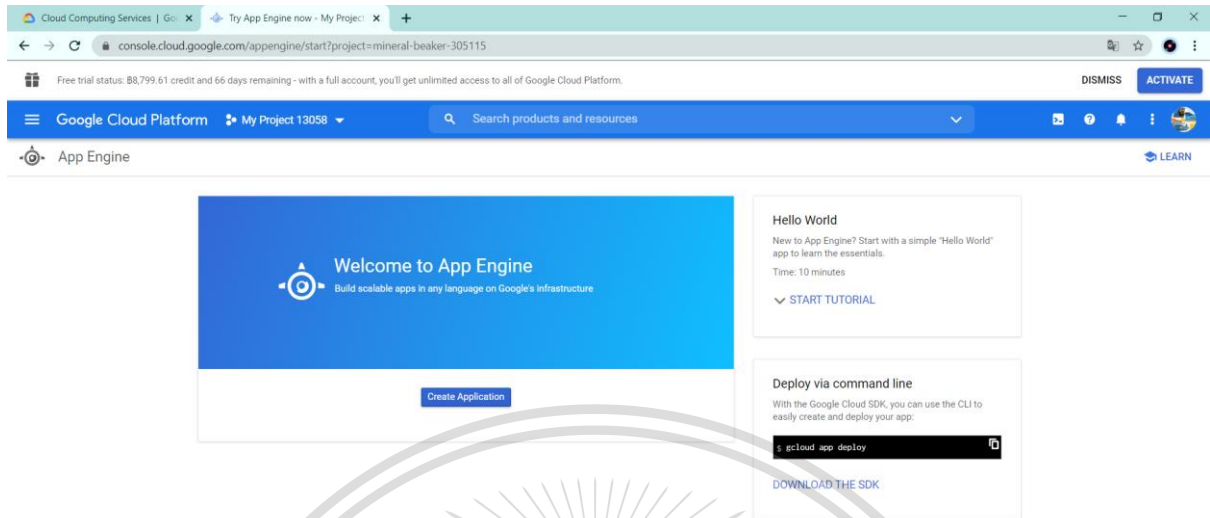 Cloud Computing Services | Go
Try App Engine now - My Project
console.cloud.google.com/appengine/start?project=mineral-beaker-305115
Free trial status: ฿8,799.61 credit and 66 days remaining - with a full account, you'll get unlimited access to all of Google Cloud Platform.
DISMISS
ACTIVATE
Google Cloud Platform
My Project 13058
Search products and resources
App Engine
LEARN
Welcome to App Engine
Build scalable apps in any language on Google's infrastructure
Create Application
Hello World
New to App Engine? Start with a simple "Hello World"
app to learn the essentials.
Time: 10 minutes
START TUTORIAL
Deploy via command line
With the Google Cloud SDK, you can use the CLI to
easily create and deploy your app:
$ gcloud app deploy
DOWNLOAD THE SDK